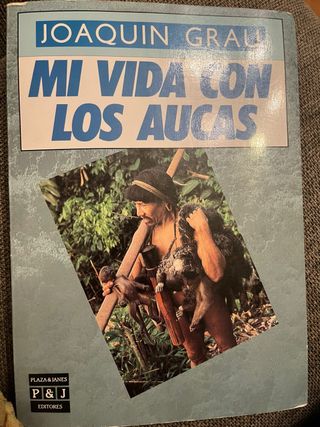 JOAQUIN GRAU
MI VIDA CON
LOS AUCAS
PLAZA & JANES
P&J
EDITORES